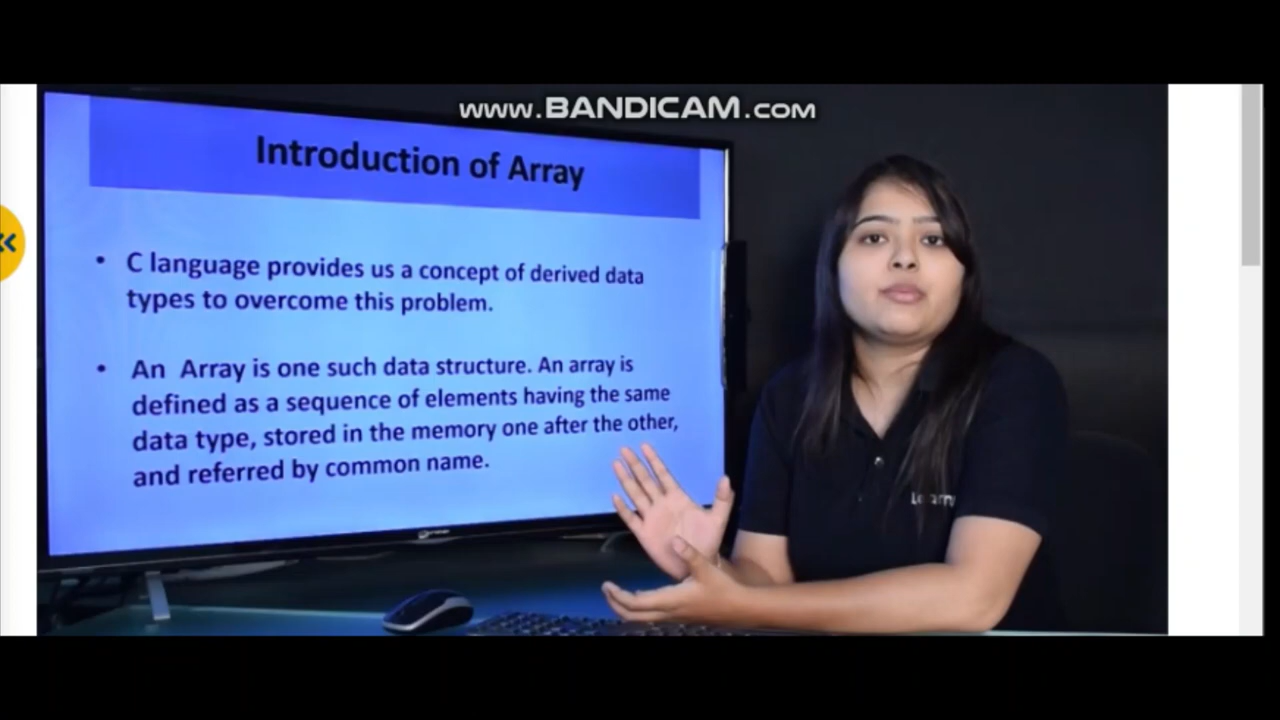 www.BANDICAM.com
Introduction of Array
• C language provides us a concept of derived data
types to overcome this problem.
• An Array is one such data structure. An array is
defined as a sequence of elements having the same
data type, stored in the memory one after the other,
and referred by common name.
Learn